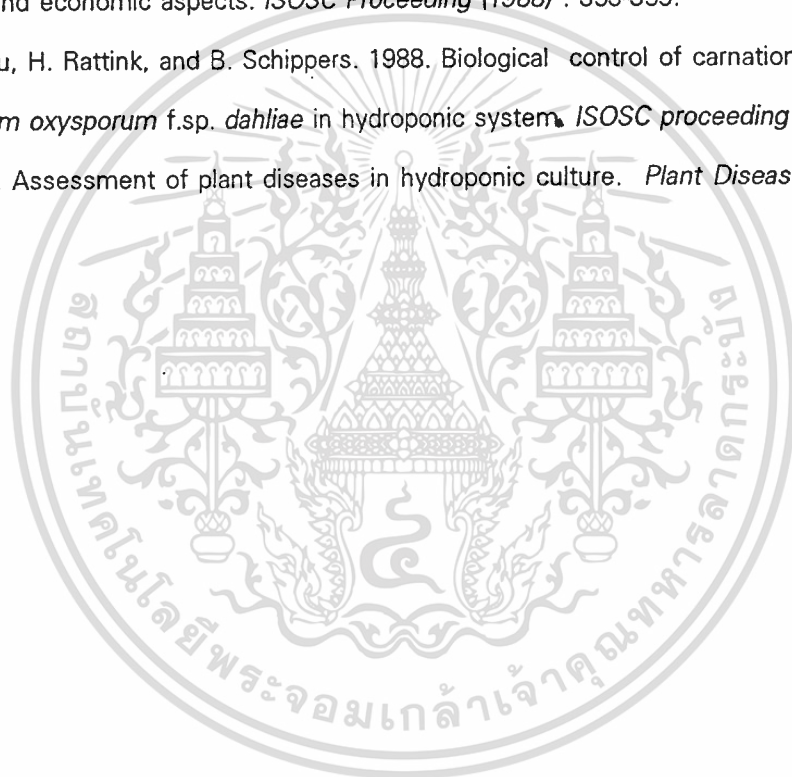 nd economic aspects. ISOSC Proceeding (1988) : 
u, H. Rattink, and B. Schippers. 1988. Biological control of carnation
m oxysporum f.sp. dahliae in hydroponic system. ISOSC proceeding
. Assessment of plant diseases in hydroponic culture. Plant Diseas
สถาบันเทคโนโลยีพระจอมเกล้าเจ้าคุณทหารลาดกระบัง